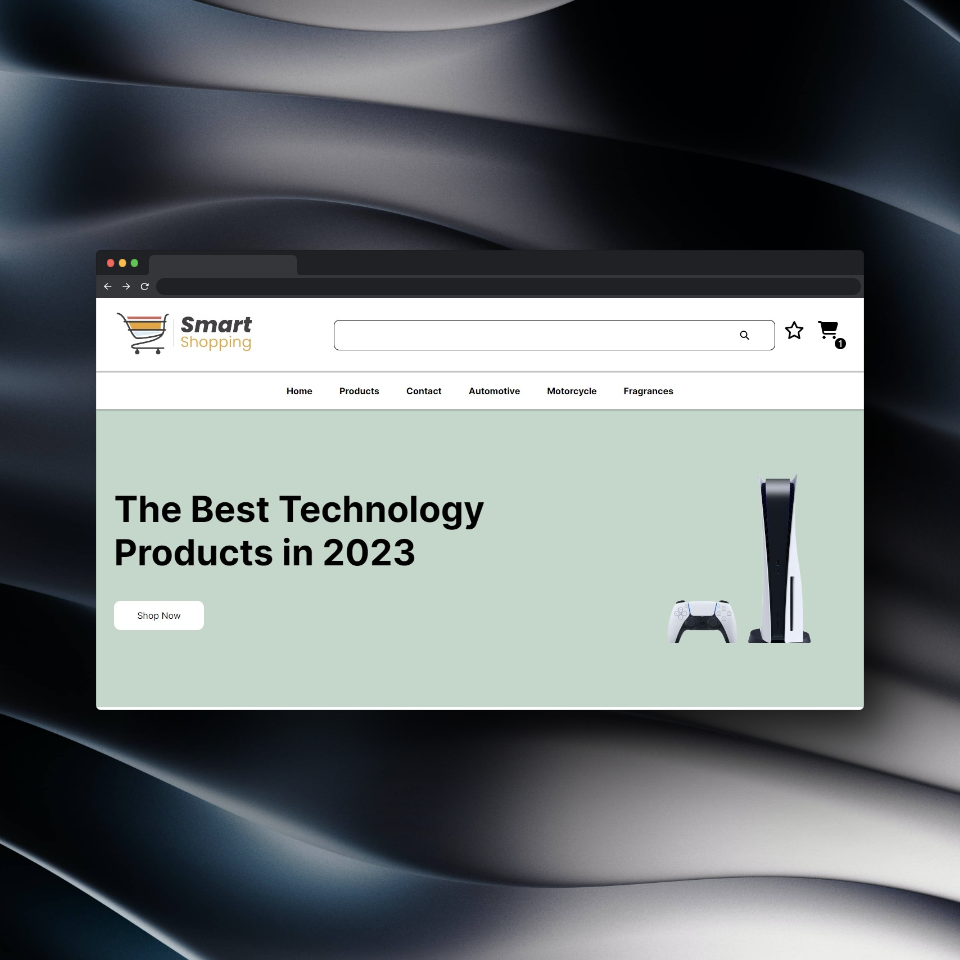 Smart
Shopping
1
Home Products Contact Automotive Motorcycle Fragrances
The Best Technology
Products in 2023
Shop Now